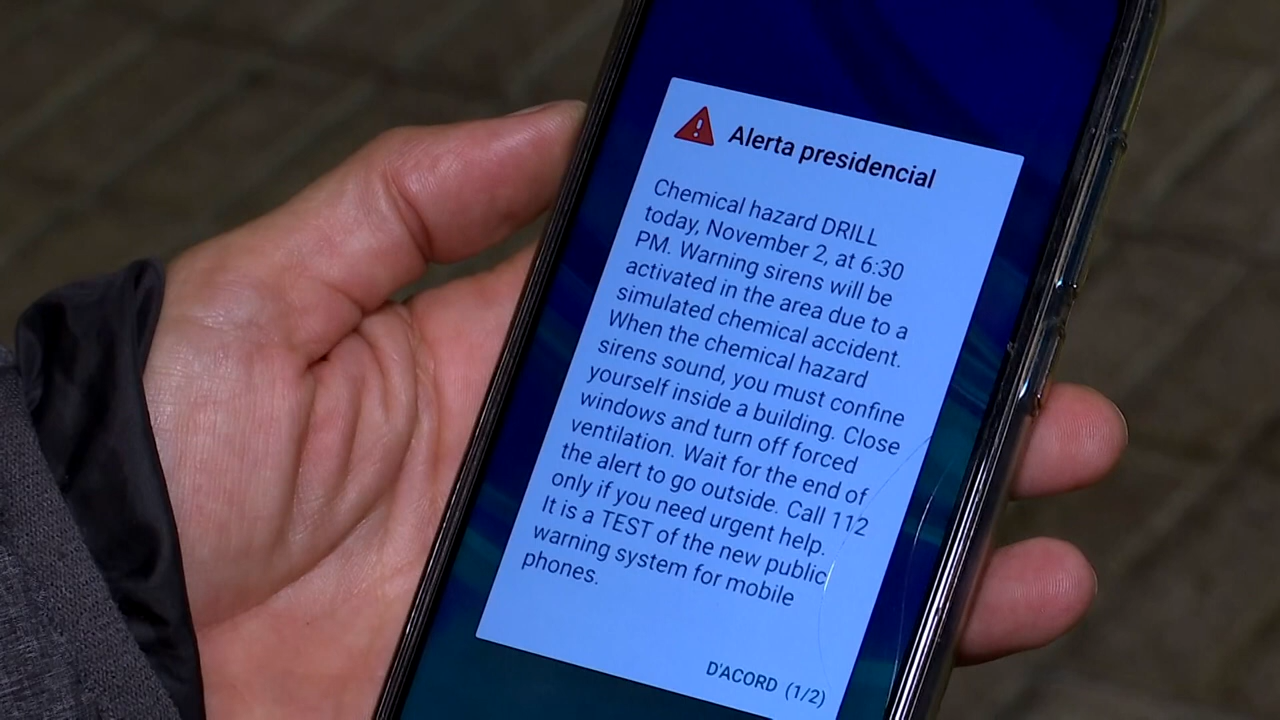 Alerta presidencial
Chemical hazard DRILL
today, November 2, at 6:30
PM. Warning sirens will be
activated in the area due to a
simulated chemical accident.
When the chemical hazard
sirens sound, you must confine
yourself inside a building. Close
windows and turn off forced
ventilation. Wait for the end of
the alert to go outside. Call 112
only if you need urgent help.
It is a TEST of the new public
warning system for mobile
phones.
D'ACORD (1/2)